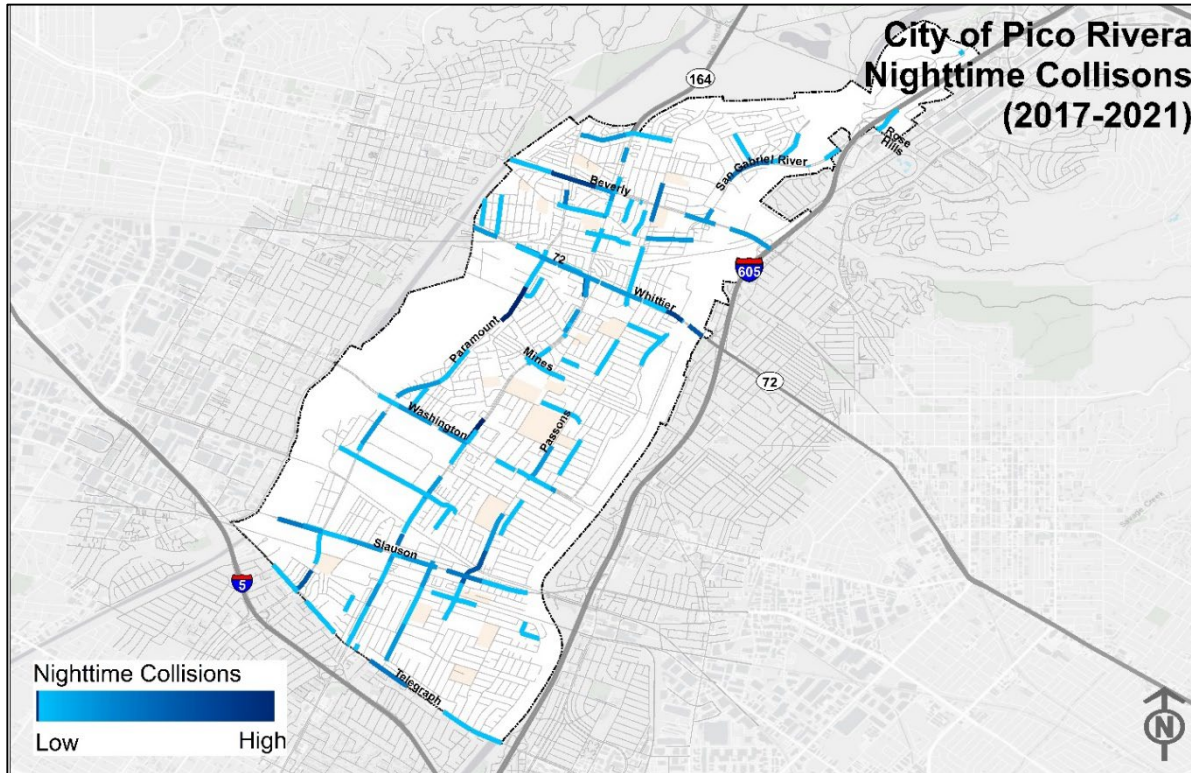 City of Pico Rivera
Nighttime Collisons
(2017-2021)
164
Rose
Hills
San Gabriel River
Beverly
72
605
Whittier
Paramount
Mines
72
Washington
Passons
Slauson
5
Telegraph
Nighttime Collisions
Low
High
N